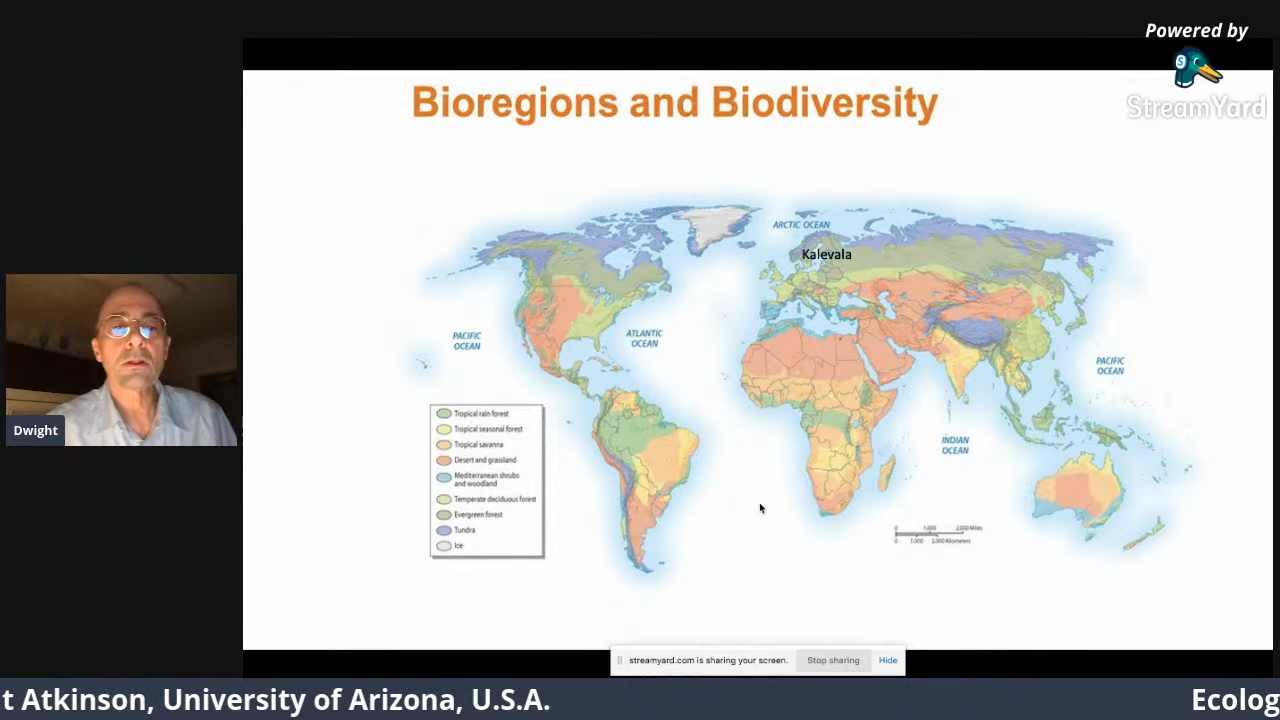 Powered by
StreamYard
Bioregions and Biodiversity
ARCTIC OCEAN
Kalevala
PACIFIC
OCEAN
ATLANTIC
OCEAN
PACIFIC
OCEAN
INDIAN
OCEAN
Tropical rain forest
Tropical seasonal forest
Tropical savanna
Desert and grassland
Mediterranean shrubs
and woodland
Temperate deciduous forest
Evergreen forest
Tundra
Ice
0 1,000 2,000 Miles
0 1,000 2,000 Kilometers
Dwight
streamyard.com is sharing your screen. Stop sharing Hide
t Atkinson, University of Arizona, U.S.A. Ecolog